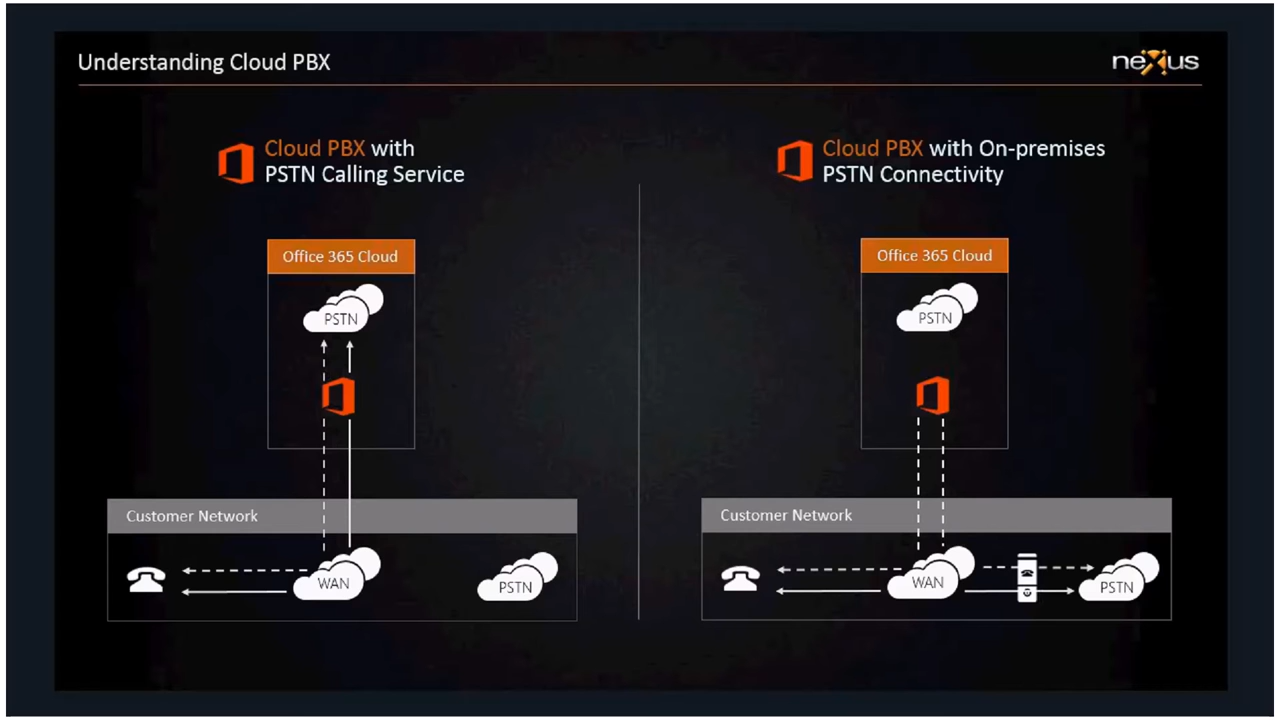 Understanding Cloud PBX
neXus
Cloud PBX with
PSTN Calling Service
Office 365 Cloud
PSTN
Customer Network
WAN
PSTN
Cloud PBX with On-premises
PSTN Connectivity
Office 365 Cloud
PSTN
Customer Network
WAN
PSTN